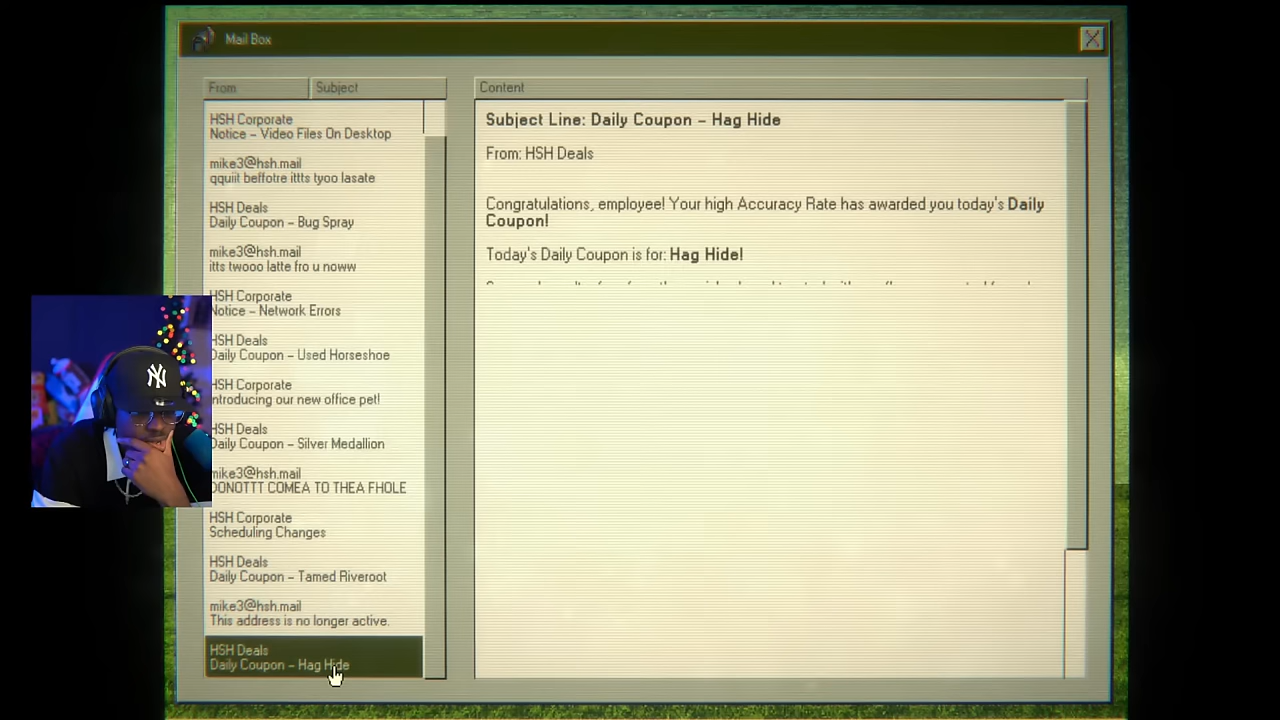 Mail Box
From Subject
HSH Corporate
Notice - Video Files On Desktop
mike3@hsh.mail
qquiit beffotre ittts tyoo lasate
HSH Deals
Daily Coupon - Bug Spray
mike3@hsh.mail
itts twooo latte fro u noww
HSH Corporate
Notice - Network Errors
HSH Deals
Daily Coupon - Used Horseshoe
HSH Corporate
Introducing our new office pet!
HSH Deals
Daily Coupon - Silver Medallion
mike3@hsh.mail
DONOTTT COMEA TO THEA FHOLE
HSH Corporate
Scheduling Changes
HSH Deals
Daily Coupon - Tamed Riveroot
mike3@hsh.mail
This address is no longer active.
HSH Deals
Daily Coupon - Hag Hide
Content
Subject Line: Daily Coupon - Hag Hide
From: HSH Deals
Congratulations, employee! Your high Accuracy Rate has awarded you today's Daily
Coupon!
Today's Daily Coupon is for: Hag Hide!
NY